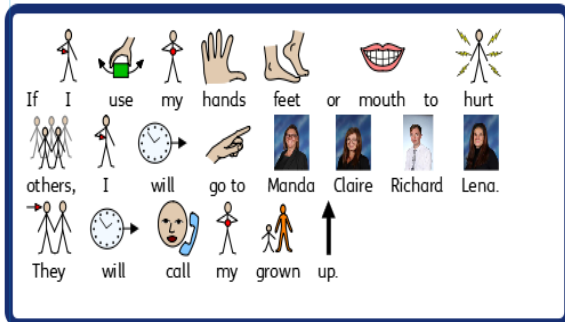 If I use my hands feet or mouth to hurt
others, I will go to Manda Claire Richard Lena.
They will call my grown up.